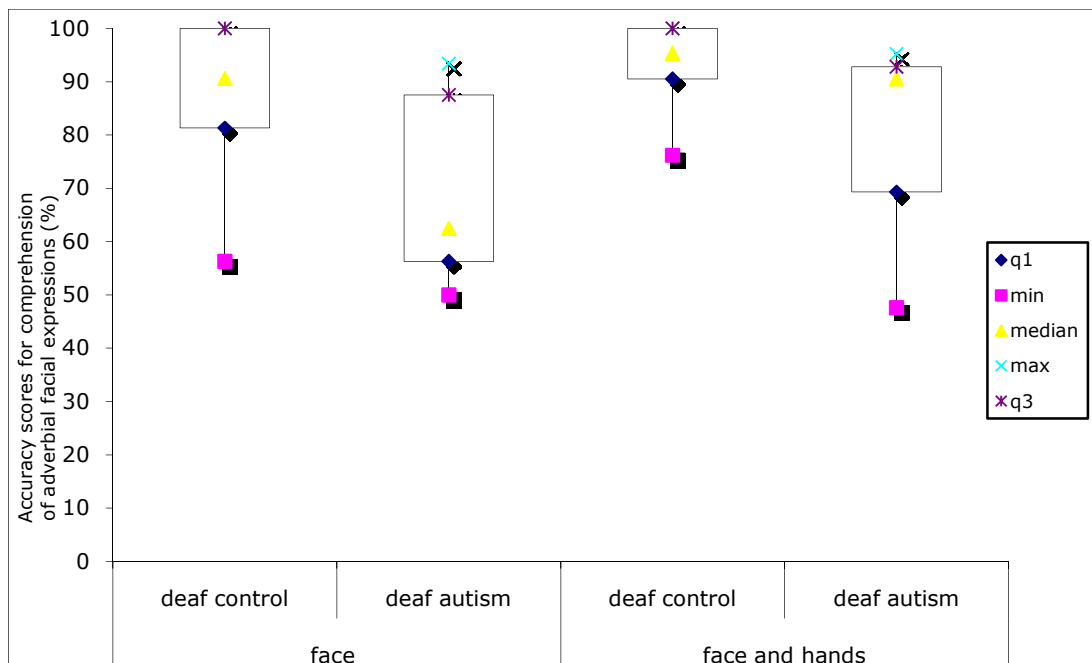 Accuracy scores for comprehension
of adverbial facial expressions (%)
100
90
80
70
60
50
40
30
20
10
0
deaf control
deaf autism
deaf control
deaf autism
face
face and hands
q1
min
median
max
q3